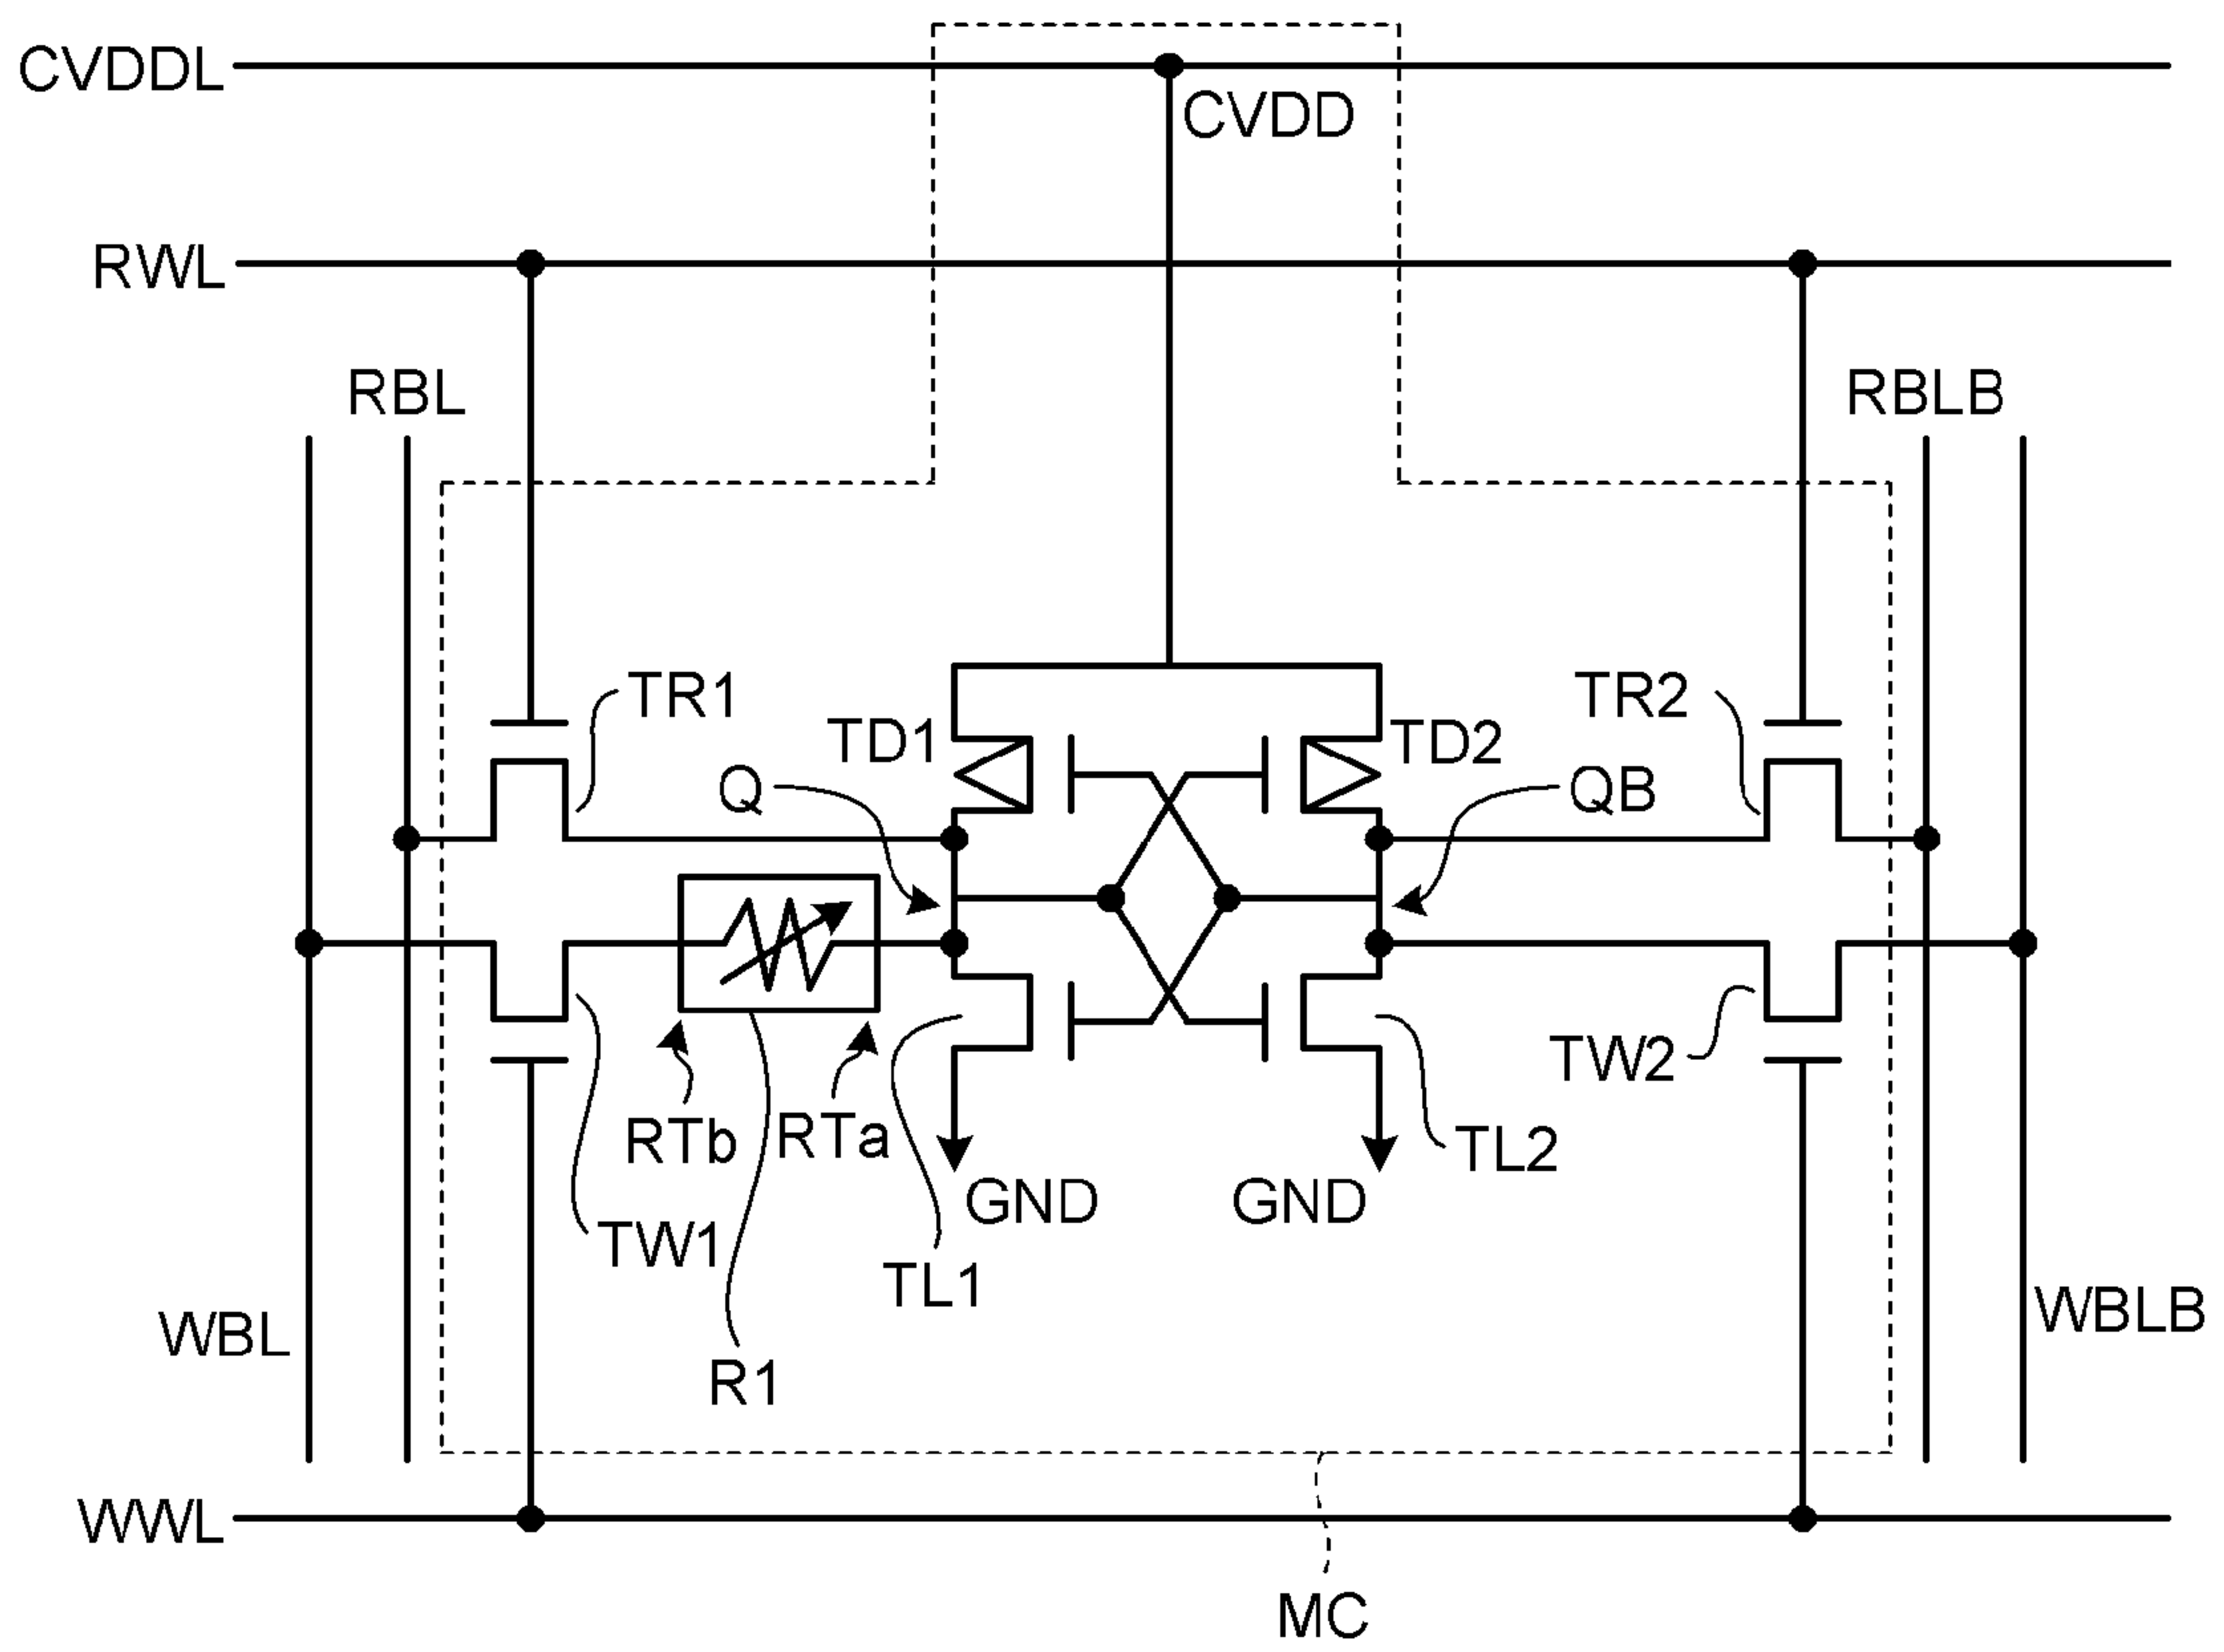 CVDDL
CVDD
RWL
RBL
RBLB
TR1
TR2
TD1
TD2
Q
QB
TW2
RTb
RTa
TL2
GND
GND
TW1
TL1
WBL
WBLB
R1
WWL
MC